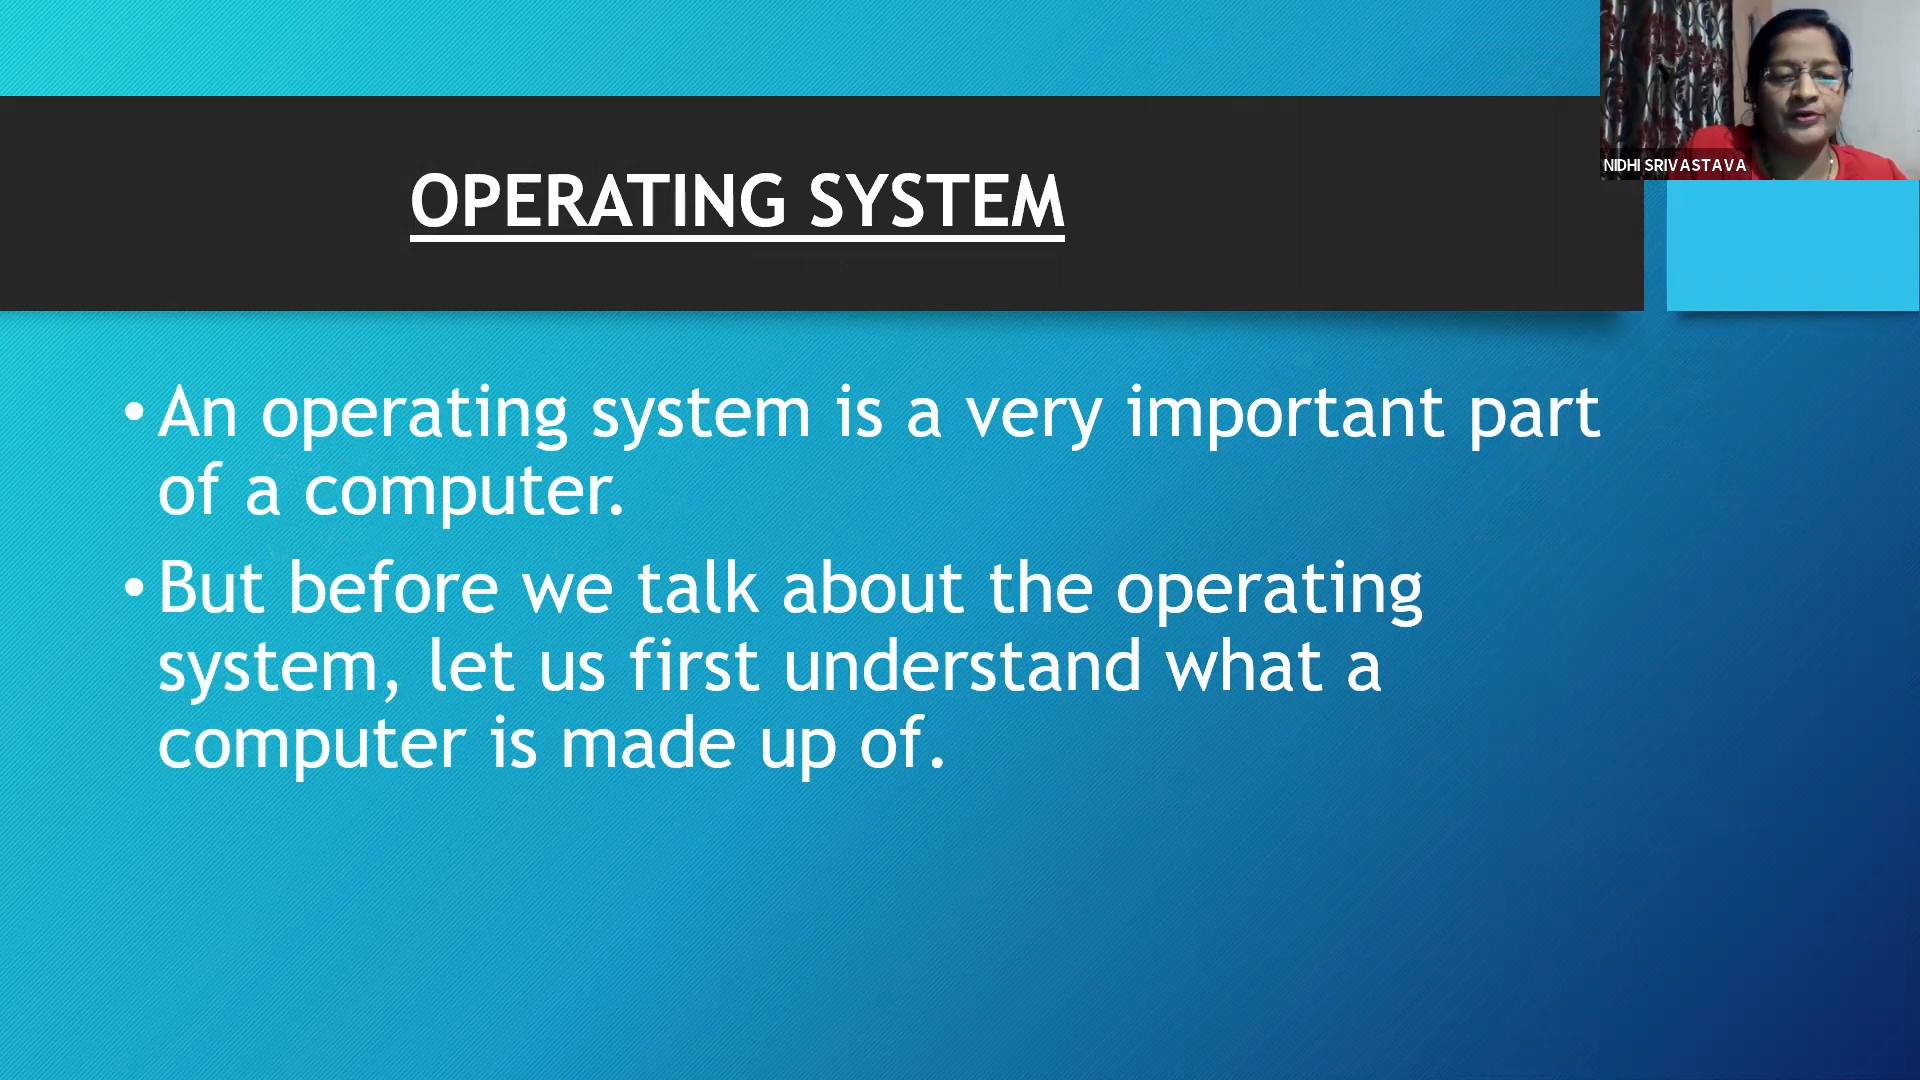 NIDHI SRIVASTAVA
OPERATING SYSTEM
• An operating system is a very important part
of a computer.
• But before we talk about the operating
system, let us first understand what a
computer is made up of.